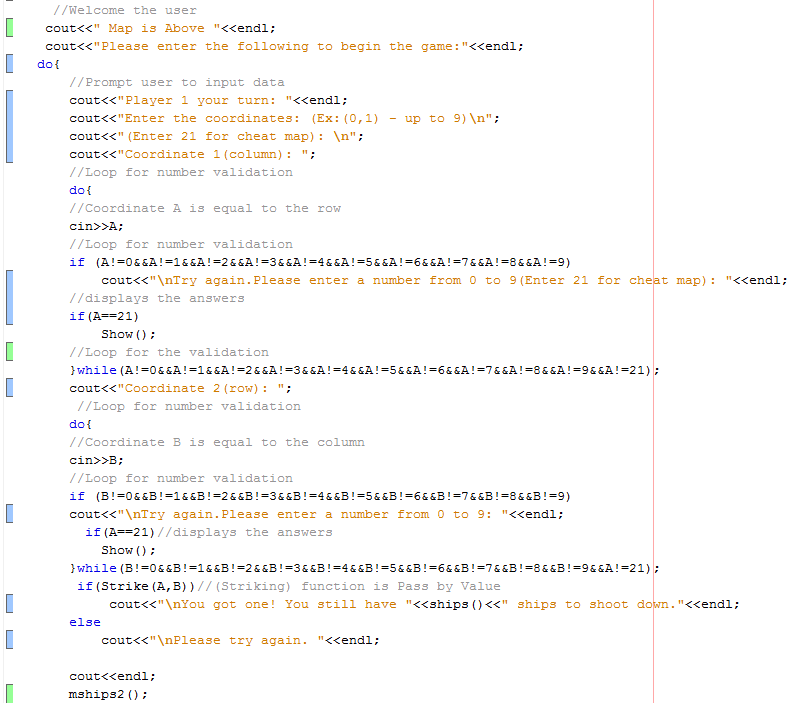 //Welcome the user
cout<<" Map is Above "<<endl;
cout<<"Please enter the following to begin the game:"<<endl;
do{
//Prompt user to input data
cout<<"Player 1 your turn: "<<endl;
cout<<"Enter the coordinates: (Ex:(0,1) - up to 9)\n";
cout<<"(Enter 21 for cheat map): \n";
cout<<"Coordinate 1(column): ";
//Loop for number validation
do{
//Coordinate A is equal to the row
cin>>A;
//Loop for number validation
if (A!=0&&A!=1&&A!=2&&A!=3&&A!=4&&A!=5&&A!=6&&A!=7&&A!=8&&A!=9)
cout<<"\nTry again.Please enter a number from 0 to 9(Enter 21 for cheat map): "<<endl;
//displays the answers
if(A==21)
Show();
//Loop for the validation
}while(A!=0&&A!=1&&A!=2&&A!=3&&A!=4&&A!=5&&A!=6&&A!=7&&A!=8&&A!=9&&A!=21);
cout<<"Coordinate 2(row): ";
//Loop for number validation
do{
//Coordinate B is equal to the column
cin>>B;
//Loop for number validation
if (B!=0&&B!=1&&B!=2&&B!=3&&B!=4&&B!=5&&B!=6&&B!=7&&B!=8&&B!=9)
cout<<"\nTry again.Please enter a number from 0 to 9: "<<endl;
if(A==21)//displays the answers
Show();
}while(B!=0&&B!=1&&B!=2&&B!=3&&B!=4&&B!=5&&B!=6&&B!=7&&B!=8&&B!=9&&A!=21);
if(Strike(A,B))//(Striking) function is Pass by Value
cout<<"\nYou got one! You still have "<<ships()<<" ships to shoot down."<<endl;
else
cout<<"\nPlease try again. "<<endl;
cout<<endl;
mships2();